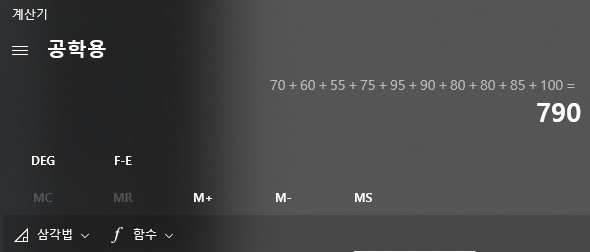 계산기
공학용
70 + 60 + 55 + 75 + 95 + 90 + 80 + 80 + 85 + 100 =
790
DEG F-E
MC MR M+ M- MS
삼각법 f 함수